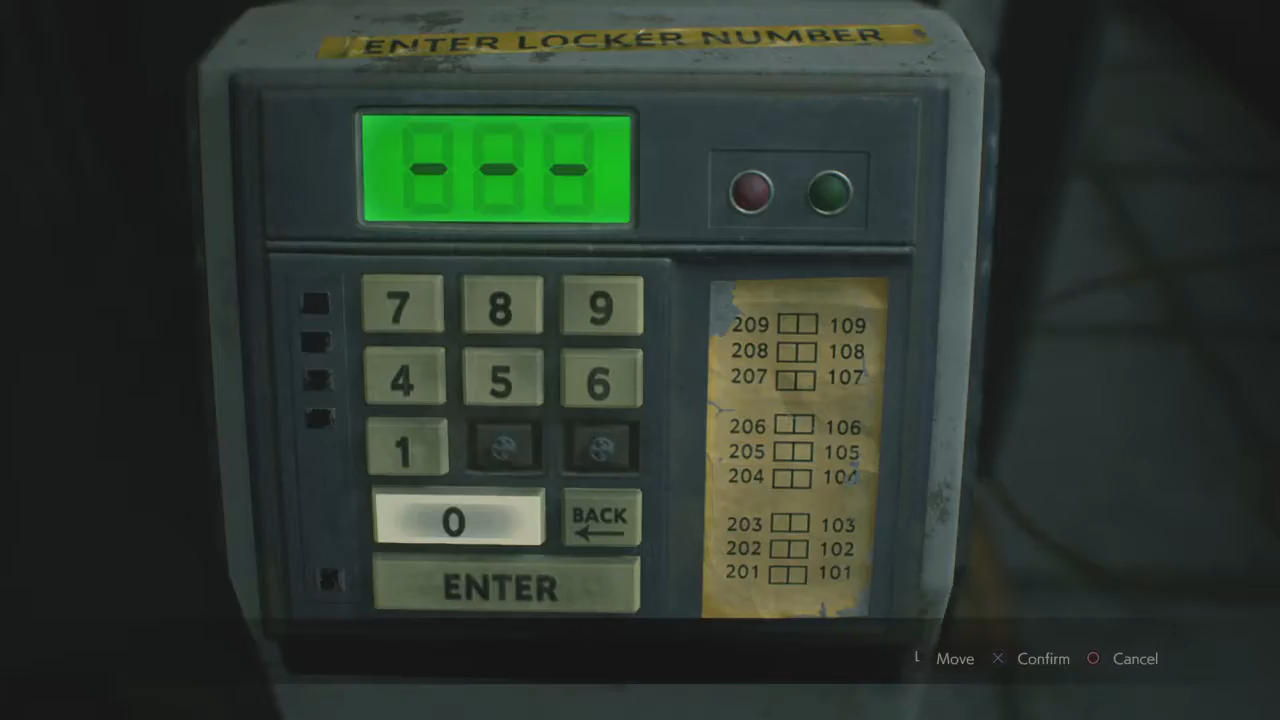 ENTER LOCKER NUMBER
- - -
7 8 9
4 5 6
1
0 BACK
ENTER
209 109
208 108
207 107
206 106
205 105
204 104
203 103
202 102
201 101
L Move X Confirm O Cancel